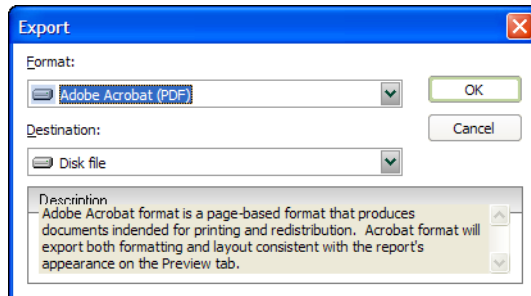 Export
Format:
Adobe Acrobat (PDF)
OK
Destination:
Cancel
Disk file
Description
Adobe Acrobat format is a page-based format that produces
documents indended for printing and redistribution. Acrobat format will
export both formatting and layout consistent with the report's
appearance on the Preview tab.